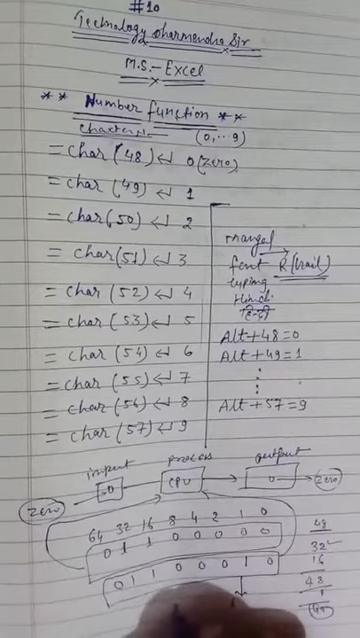 #10
Technology dharmendra Sir
M.S.-Excel
** Number function **
Character (0,...9)
=Char (48) ↵ 0 (Zero)
=Char (49) ↵ 1
=Char (50) ↵ 2
=Char (51) ↵ 3
=Char (52) ↵ 4
=Char (53) ↵ 5
=Char (54) ↵ 6
=Char (55) ↵ 7
=Char (56) ↵ 8
=Char (57) ↵ 9
mangal
font
typing
Hindi
हिन्दी
Alt+48=0
Alt+49=1
⋮
Alt+57=9
input process output
Zero CPU 0 Zero
64 32 16 8 4 2 1 0
0 1 1 0 0 0 0 0
0 1 1 0 0 0 1 0
48
32
16
48
1
49